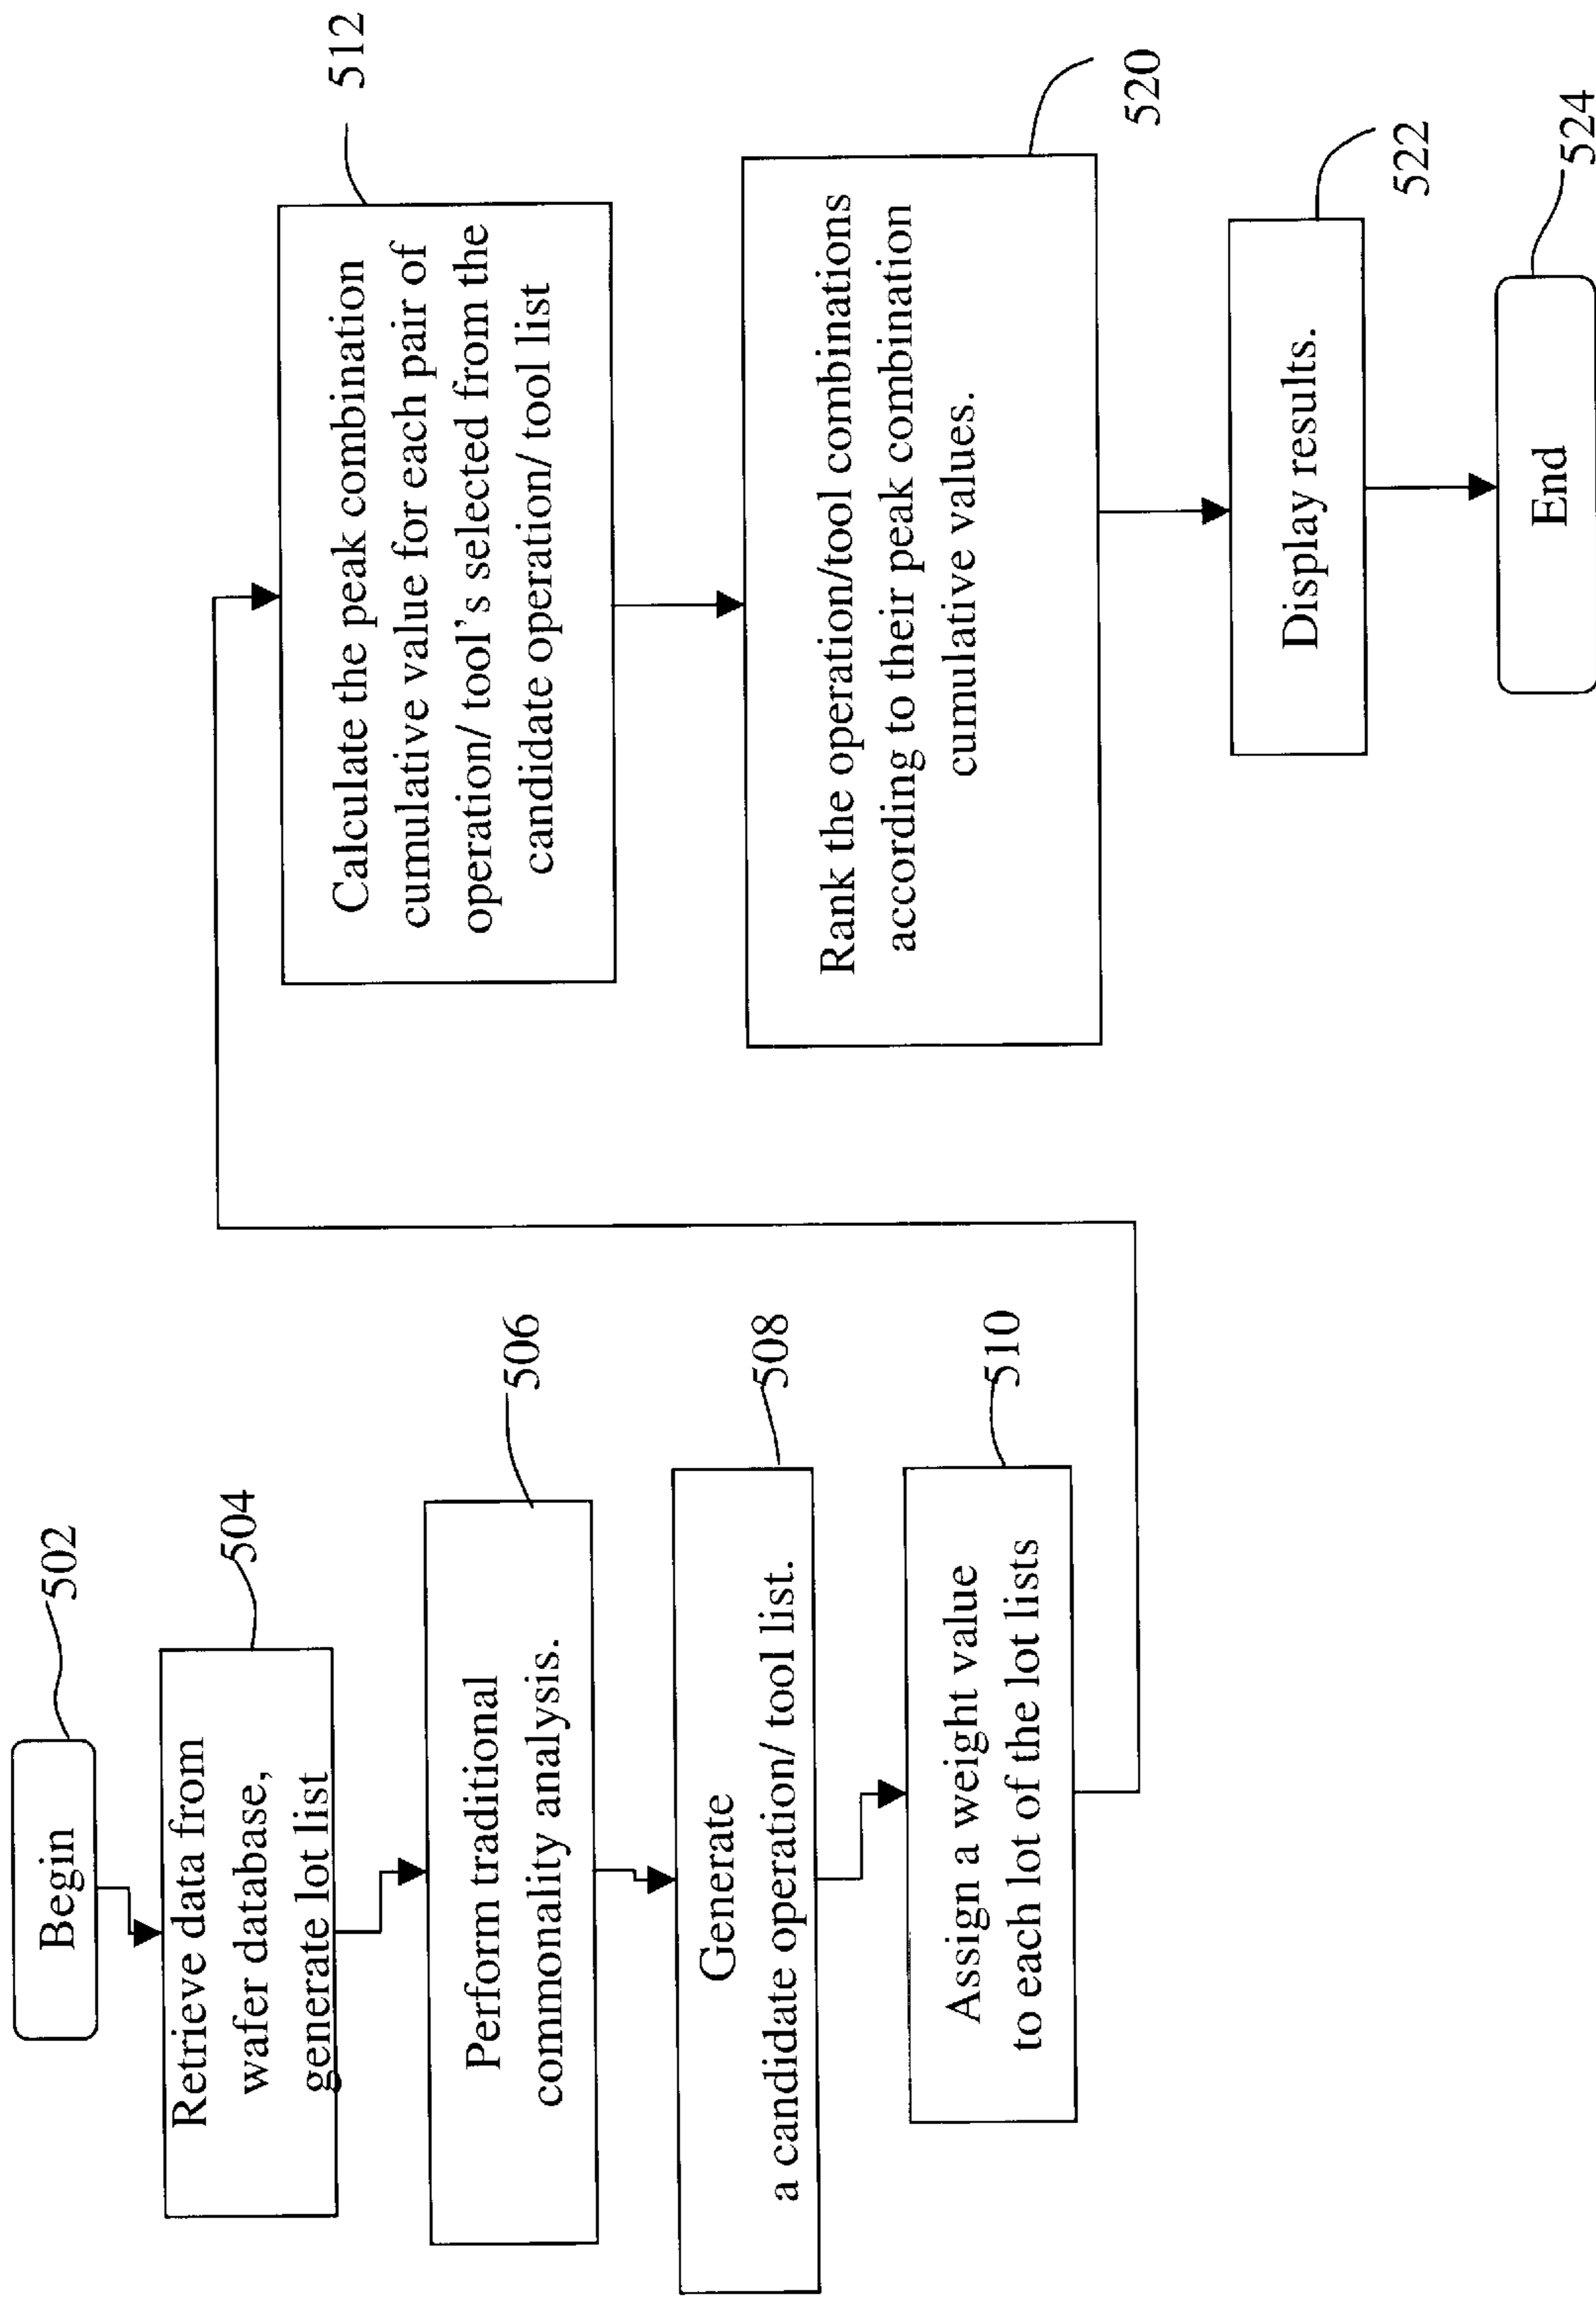 Begin
502
Retrieve data from
wafer database,
generate lot list
504
Perform traditional
commonality analysis.
506
Generate
a candidate operation/ tool list.
508
Assign a weight value
to each lot of the lot lists
510
Calculate the peak combination
cumulative value for each pair of
operation/ tool's selected from the
candidate operation/ tool list
512
Rank the operation/tool combinations
according to their peak combination
cumulative values.
520
Display results.
522
End
524